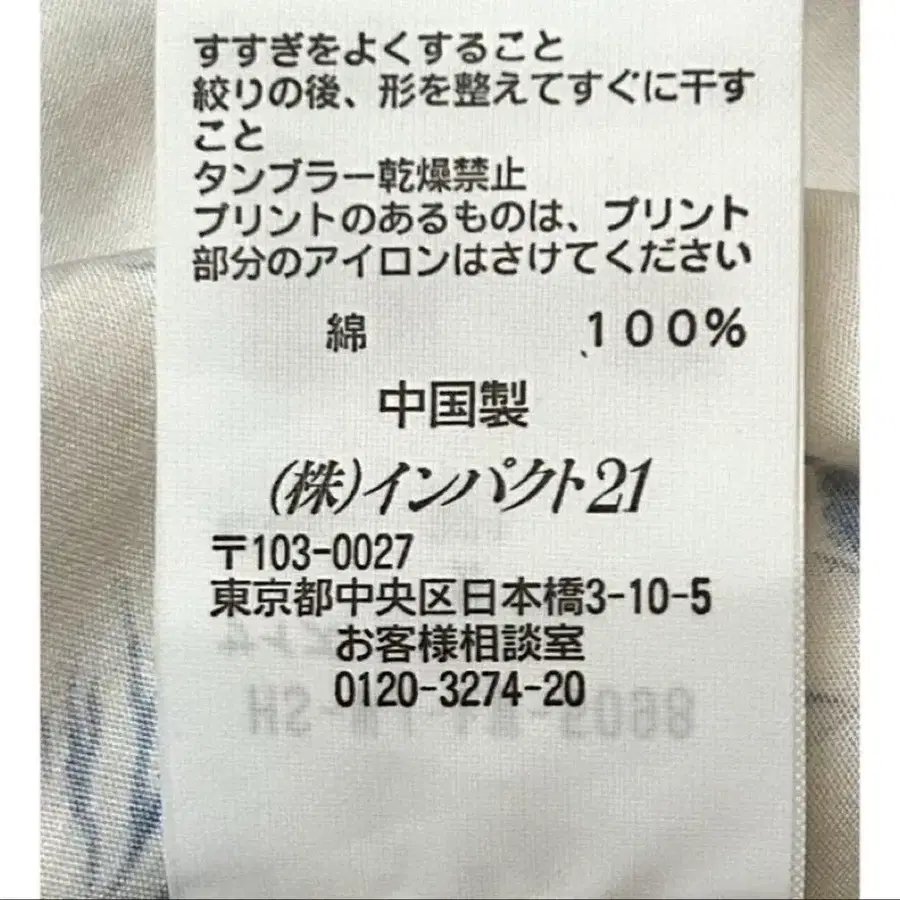 すすぎをよくすること
絞りの後、形を整えてすぐに干す
こと
タンブラー乾燥禁止
プリントのあるものは、プリント
部分のアイロンはさけてください
綿 100%
中国製
(株)インパクト21
〒103-0027
東京都中央区日本橋3-10-5
お客様相談室
0120-3274-20